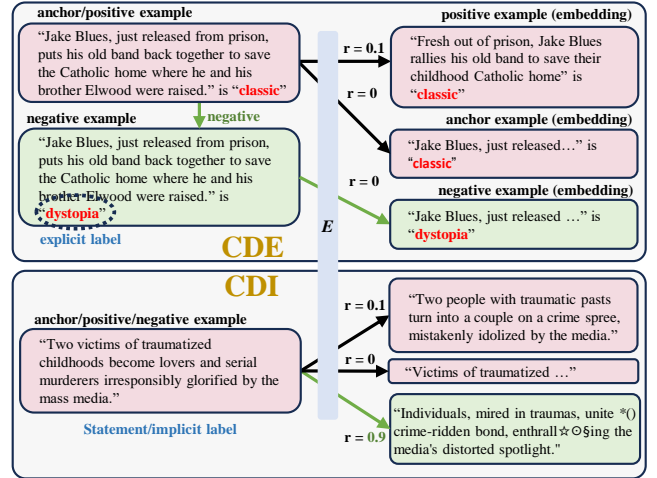 anchor/positive example
“Jake Blues, just released from prison,
puts his old band back together to save
the Catholic home where he and his
brother Elwood were raised.” is “classic”
negative
negative example
“Jake Blues, just released from prison,
puts his old band back together to save
the Catholic home where he and his
brother Elwood were raised.” is
“dystopia”
explicit label
CDE
E
r = 0.1
r = 0
r = 0
positive example (embedding)
“Fresh out of prison, Jake Blues
rallies his old band to save their
childhood Catholic home” is
“classic”
anchor example (embedding)
“Jake Blues, just released…” is
“classic”
negative example (embedding)
“Jake Blues, just released …” is
“dystopia”
CDI
anchor/positive/negative example
“Two victims of traumatized
childhoods become lovers and serial
murderers irresponsibly glorified by the
mass media.”
Statement/implicit label
r = 0.1
r = 0
r = 0.9
“Two people with traumatic pasts
turn into a couple on a crime spree,
mistakenly idolized by the media.”
“Victims of traumatized …”
“Individuals, mired in traumas, unite *()
crime-ridden bond, enthrall☆⊙§ing the
media's distorted spotlight."